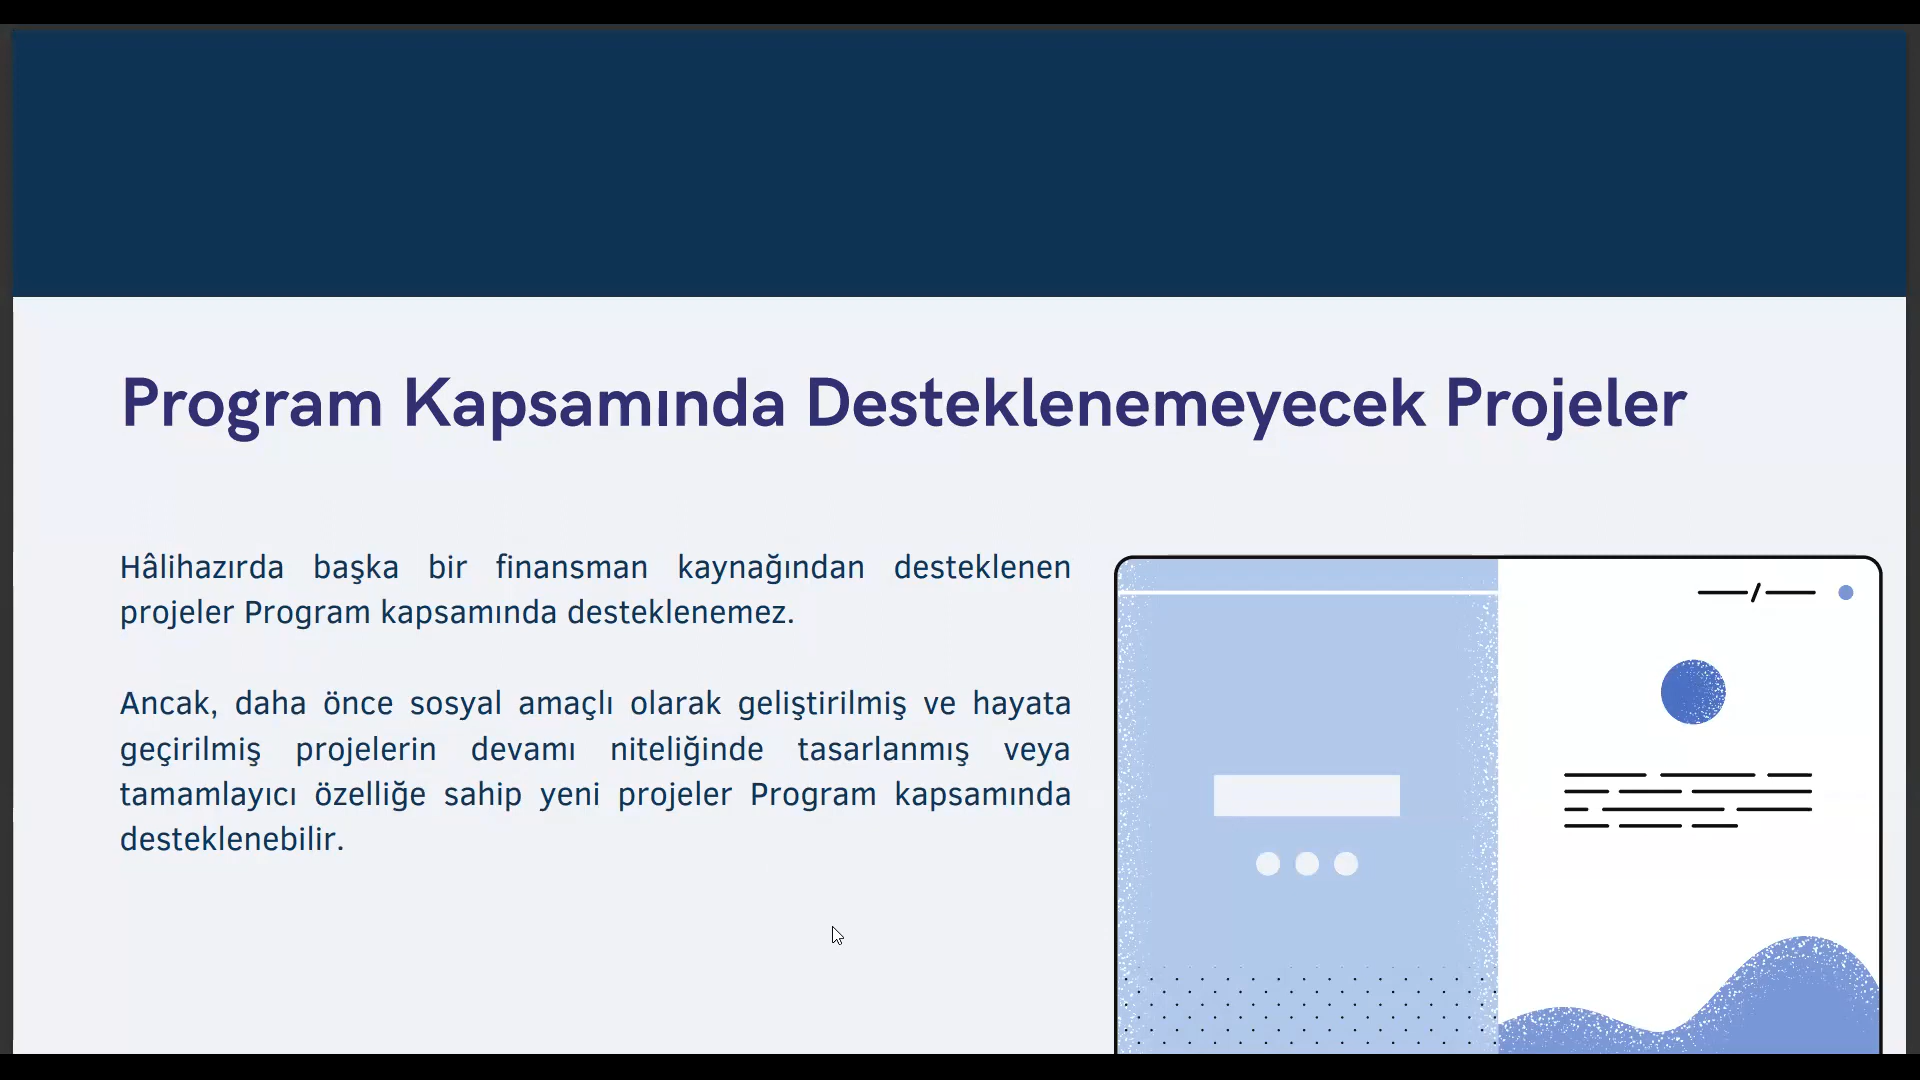 Program Kapsamında Desteklenemeyecek Projeler
Hâlihazırda başka bir finansman kaynağından desteklenen
projeler Program kapsamında desteklenemez.
Ancak, daha önce sosyal amaçlı olarak geliştirilmiş ve hayata
geçirilmiş projelerin devamı niteliğinde tasarlanmış veya
tamamlayıcı özelliğe sahip yeni projeler Program kapsamında
desteklenebilir.